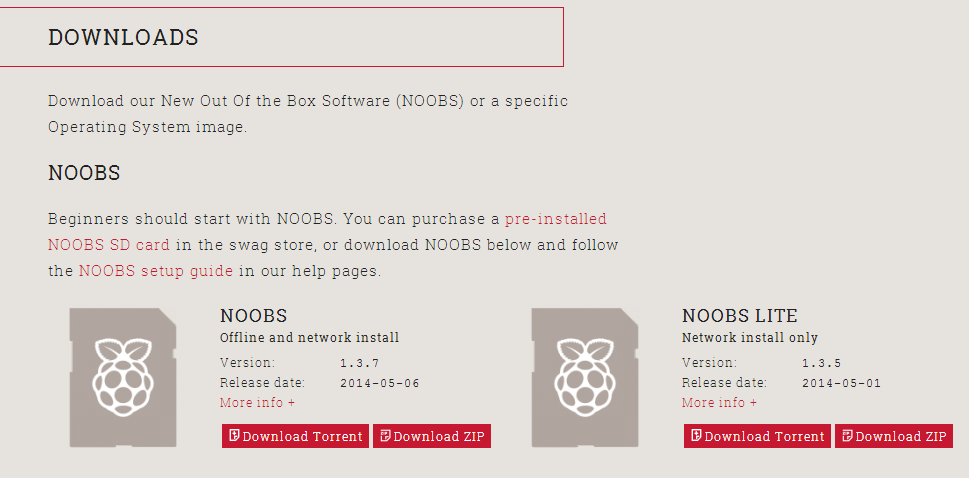 DOWNLOADS
Download our New Out Of the Box Software (NOOBS) or a specific
Operating System image.
NOOBS
Beginners should start with NOOBS. You can purchase a pre-installed
NOOBS SD card in the swag store, or download NOOBS below and follow
the NOOBS setup guide in our help pages.
NOOBS
Offline and network install
Version: 1.3.7
Release date: 2014-05-06
More info +
Download Torrent Download ZIP
NOOBS LITE
Network install only
Version: 1.3.5
Release date: 2014-05-01
More info +
Download Torrent Download ZIP